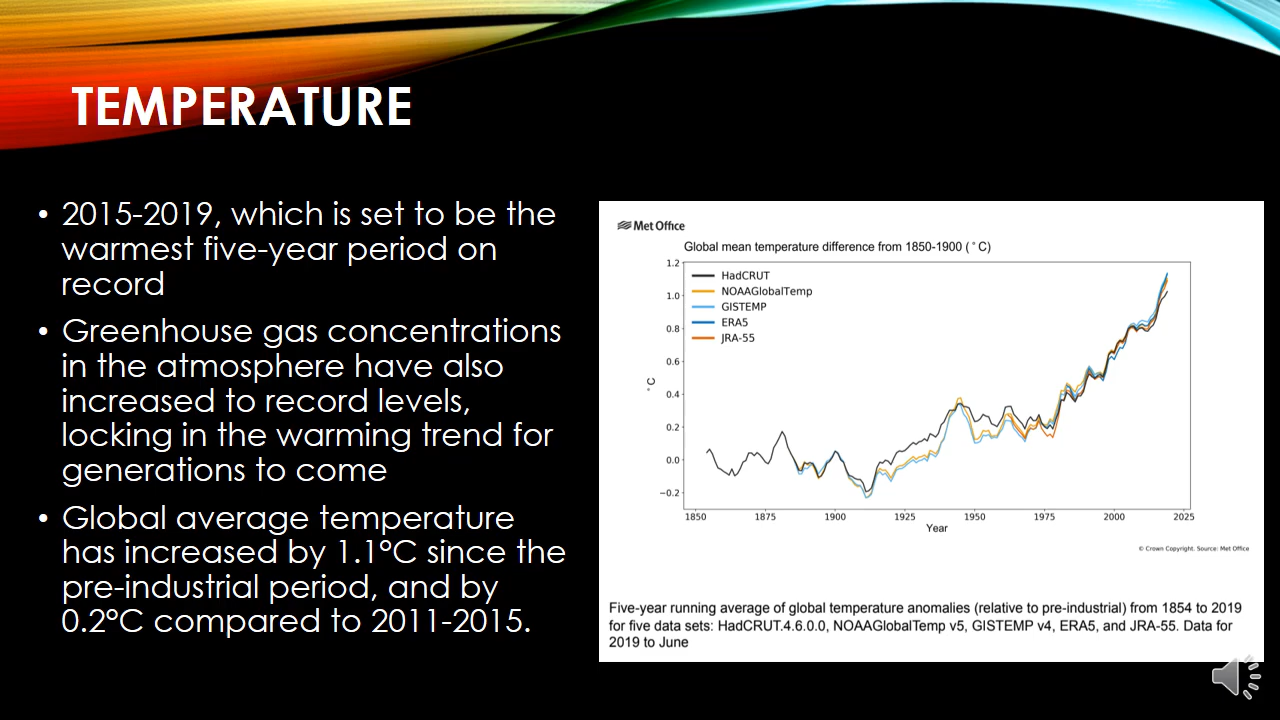 TEMPERATURE
• 2015-2019, which is set to be the
warmest five-year period on
record
• Greenhouse gas concentrations
in the atmosphere have also
increased to record levels,
locking in the warming trend for
generations to come
• Global average temperature
has increased by 1.1°C since the
pre-industrial period, and by
0.2°C compared to 2011-2015.
Met Office
Global mean temperature difference from 1850-1900 (°C)
HadCRUT
NOAAGlobalTemp
GISTEMP
ERA5
JRA-55
1.2
1.0
0.8
0.6
0.4
0.2
0.0
−0.2
°C
1850 1875 1900 1925 1950 1975 2000 2025
Year
© Crown Copyright. Source: Met Office
Five-year running average of global temperature anomalies (relative to pre-industrial) from 1854 to 2019
for five data sets: HadCRUT.4.6.0.0, NOAAGlobalTemp v5, GISTEMP v4, ERA5, and JRA-55. Data for
2019 to June